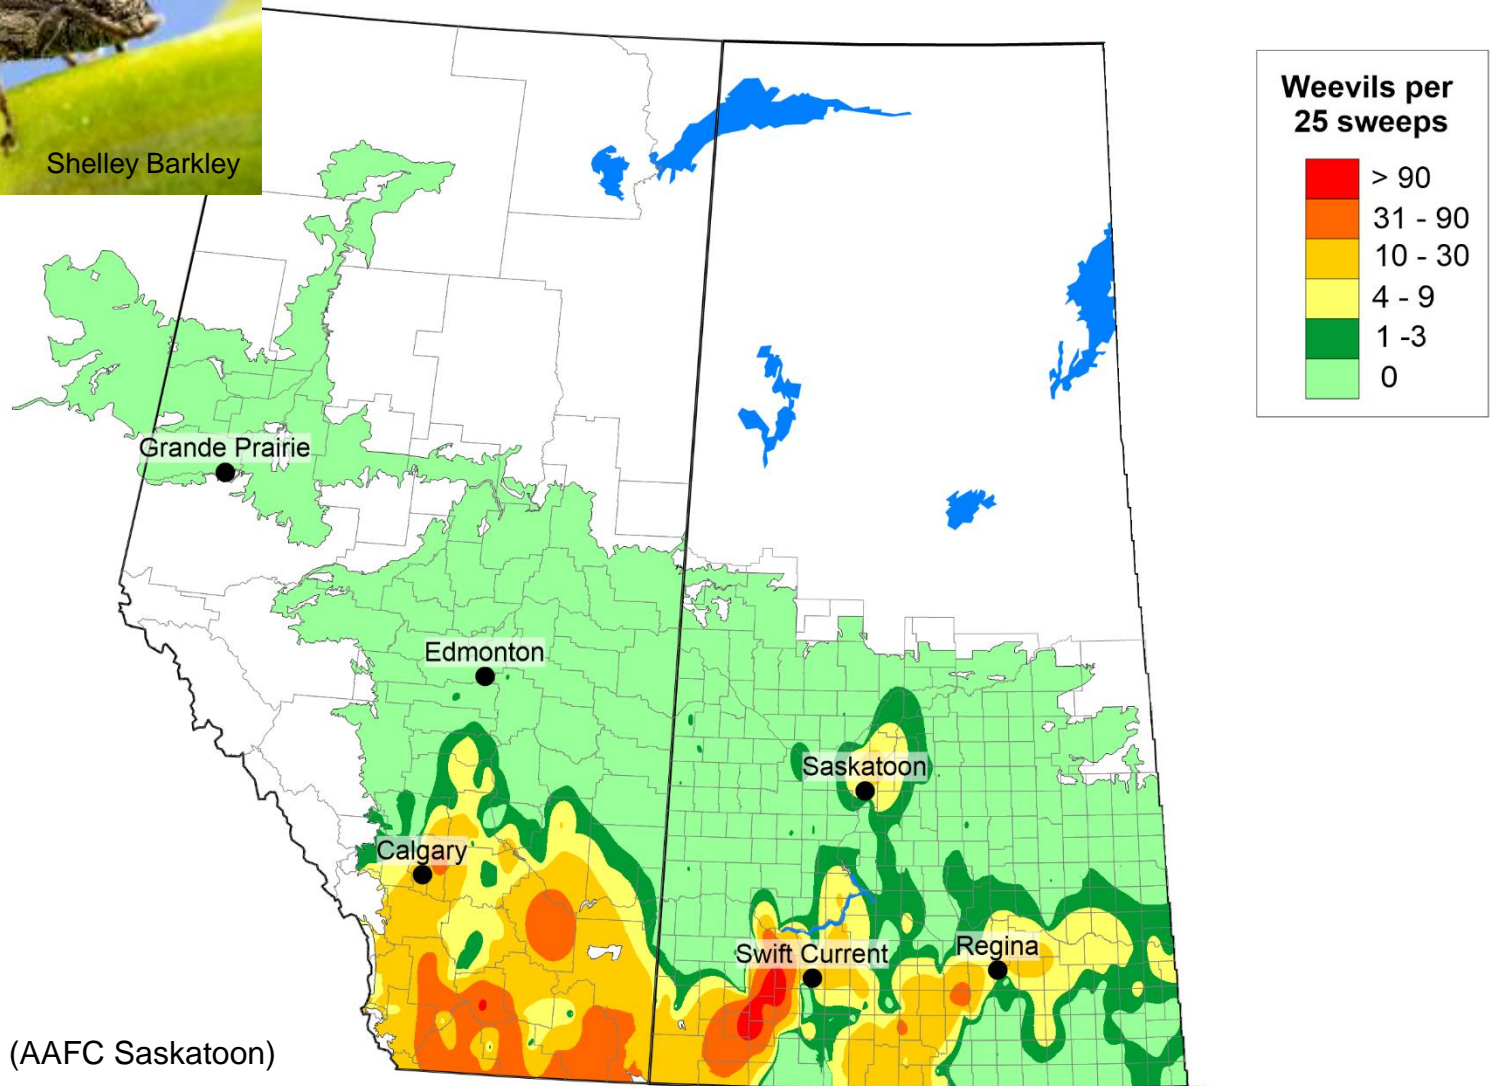 Shelley Barkley
Weevils per
25 sweeps
> 90
31 - 90
10 - 30
4 - 9
1 -3
0
Grande Prairie
Edmonton
Saskatoon
Calgary
Swift Current
Regina
(AAFC Saskatoon)